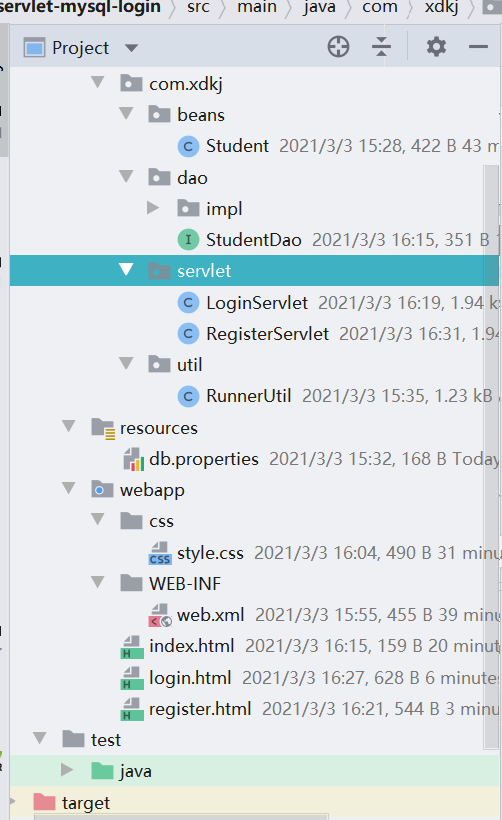 servlet-mysql-login › src › main › java › com › xdkj
Project
com.xdkj
beans
C Student 2021/3/3 15:28, 422 B 43 m
dao
impl
I StudentDao 2021/3/3 16:15, 351 B
servlet
C LoginServlet 2021/3/3 16:19, 1.94 k
C RegisterServlet 2021/3/3 16:31, 1.94
util
C RunnerUtil 2021/3/3 15:35, 1.23 kB
resources
db.properties 2021/3/3 15:32, 168 B Today
webapp
css
CSS style.css 2021/3/3 16:04, 490 B 31 minu
WEB-INF
web.xml 2021/3/3 15:55, 455 B 39 minu
H index.html 2021/3/3 16:15, 159 B 20 minut
H login.html 2021/3/3 16:27, 628 B 6 minutes
H register.html 2021/3/3 16:21, 544 B 3 minu
test
java
target